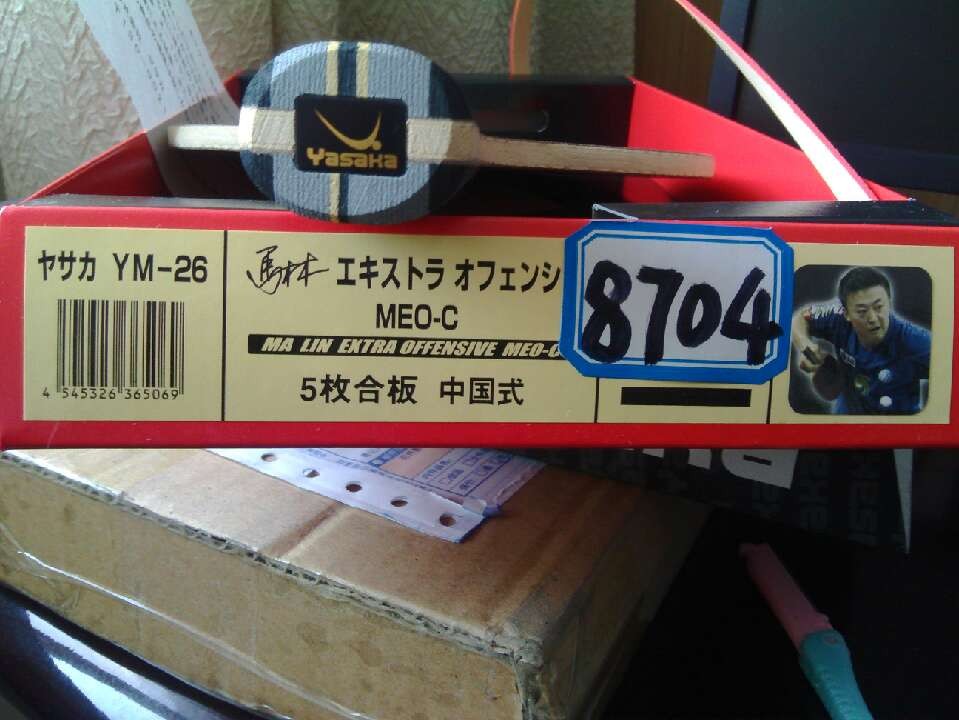 Yasaka
ヤサカ YM-26
4 545326 365069
馬林 エキストラ オフェンシ
MEO-C
MA LIN EXTRA OFFENSIVE MEO-C
5枚合板 中国式
8704